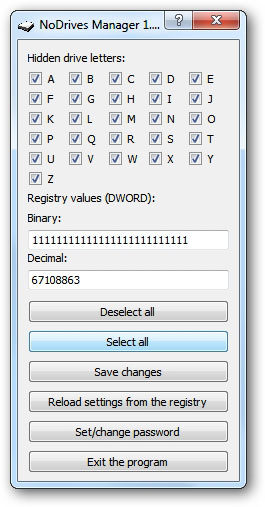 NoDrives Manager 1....
Hidden drive letters:
A B C D E
F G H I J
K L M N O
P Q R S T
U V W X Y
Z
Registry values (DWORD):
Binary:
11111111111111111111111111
Decimal:
67108863
Deselect all
Select all
Save changes
Reload settings from the registry
Set/change password
Exit the program